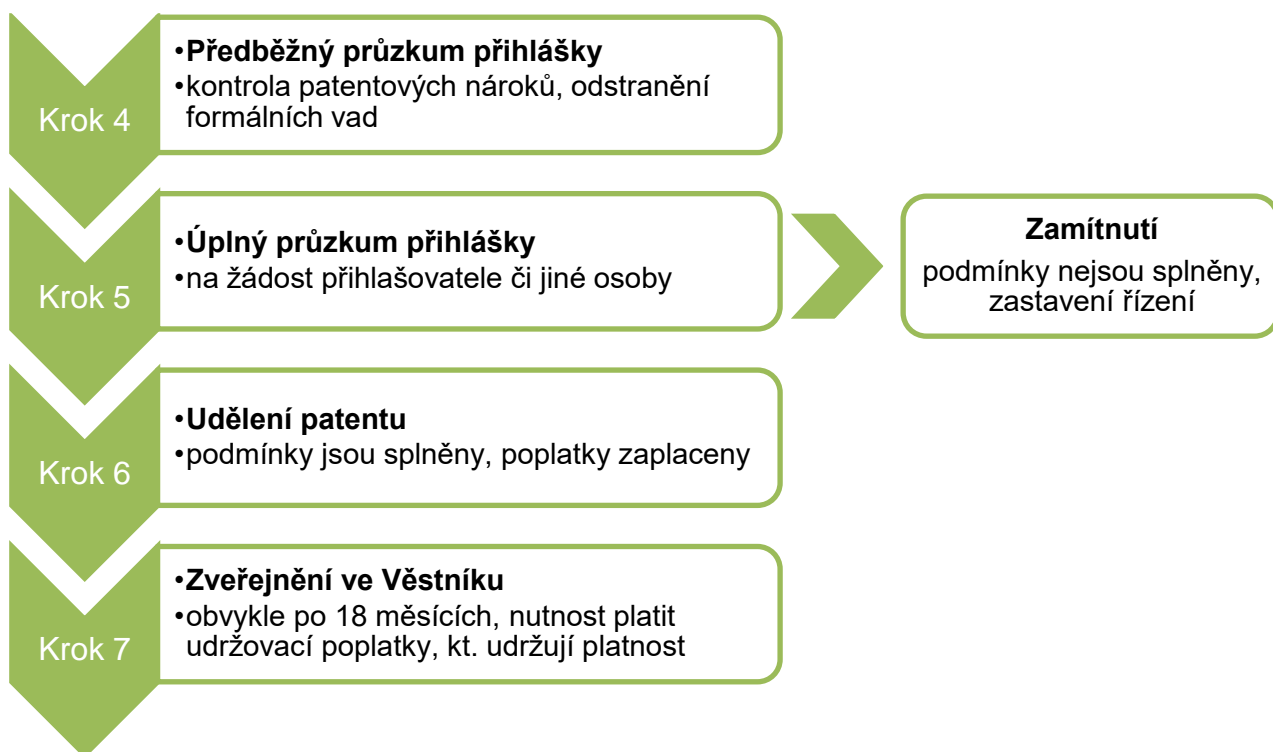 Krok 4
•Předběžný průzkum přihlášky
•kontrola patentových nároků, odstranění
formálních vad
Krok 5
•Úplný průzkum přihlášky
•na žádost přihlašovatele či jiné osoby
Zamítnutí
podmínky nejsou splněny,
zastavení řízení
Krok 6
•Udělení patentu
•podmínky jsou splněny, poplatky zaplaceny
Krok 7
•Zveřejnění ve Věstníku
•obvykle po 18 měsících, nutnost platit
udržovací poplatky, kt. udržují platnost